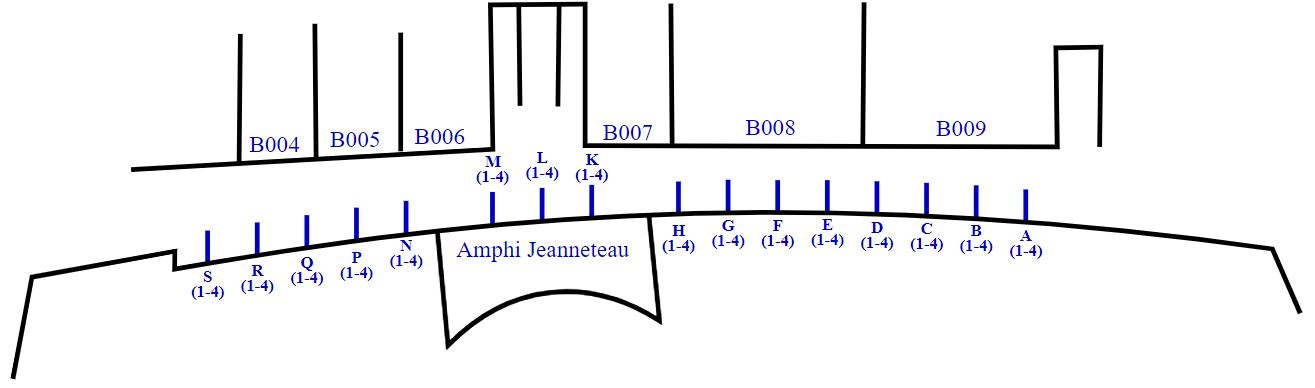 B004
B005
B006
B007
B008
B009
M
(1-4)
L
(1-4)
K
(1-4)
S
(1-4)
R
(1-4)
Q
(1-4)
P
(1-4)
N
(1-4)
Amphi Jeanneteau
H
(1-4)
G
(1-4)
F
(1-4)
E
(1-4)
D
(1-4)
C
(1-4)
B
(1-4)
A
(1-4)